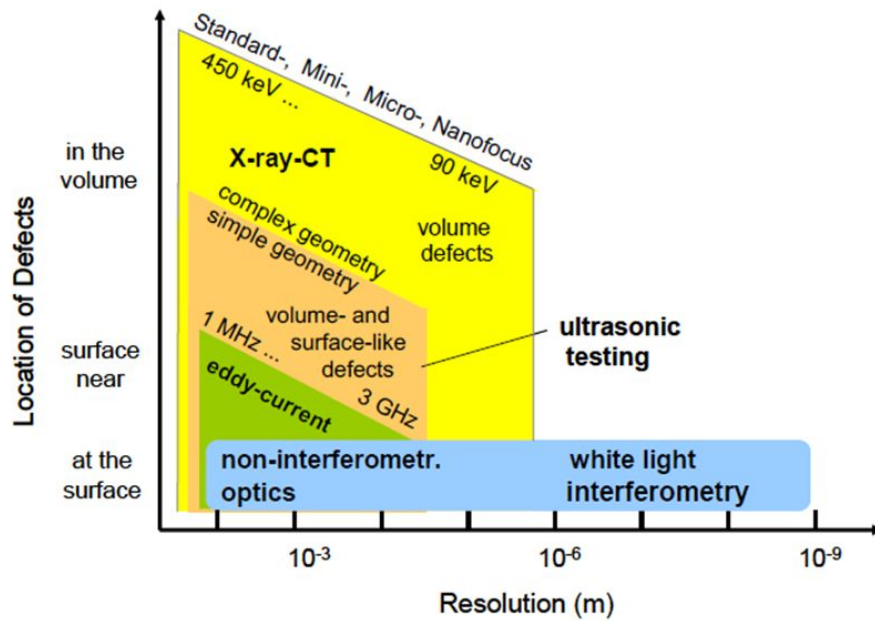 Standard-, Mini-, Micro-, Nanofocus
450 keV ...
90 keV
X-ray-CT
in the
volume
complex geometry
simple geometry
volume
defects
Location of Defects
1 MHz ...
volume- and
surface-like
defects
ultrasonic
testing
surface
near
eddy-current
3 GHz
at the
surface
non-interferometr.
optics
white light
interferometry
10-3
10-6
10-9
Resolution (m)